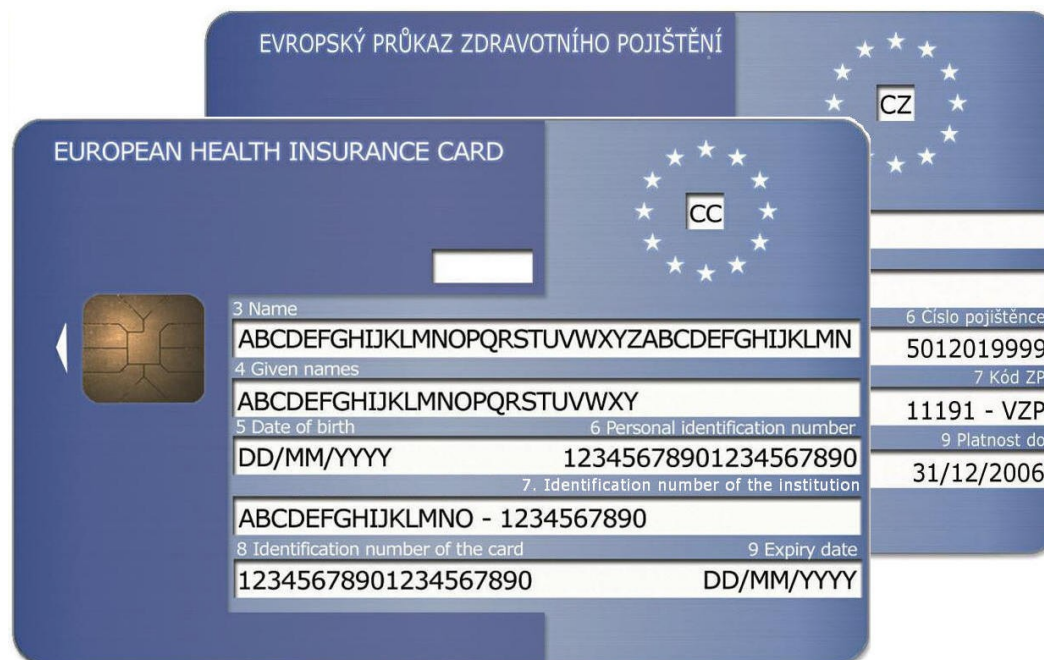 EVROPSKÝ PRŮKAZ ZDRAVOTNÍHO POJIŠTĚNÍ
CZ
6 Číslo pojištěnce
5012019999
7 Kód ZP
11191 - VZP
9 Platnost do
31/12/2006
EUROPEAN HEALTH INSURANCE CARD
CC
3 Name
ABCDEFGHIJKLMNOPQRSTUVWXYZABCDEFGHIJKLMN
4 Given names
ABCDEFGHIJKLMNOPQRSTUVWXY
5 Date of birth 6 Personal identification number
DD/MM/YYYY 12345678901234567890
7. Identification number of the institution
ABCDEFGHIJKLMNO - 1234567890
8 Identification number of the card 9 Expiry date
12345678901234567890 DD/MM/YYYY